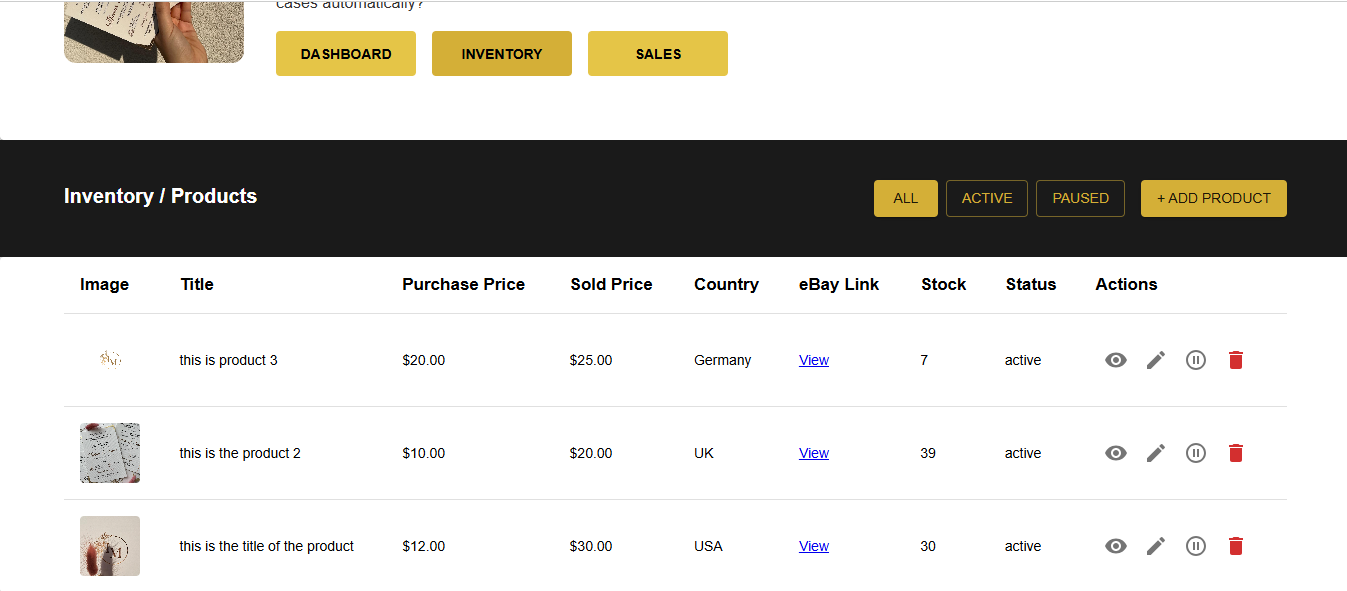 cases automatically?
DASHBOARD INVENTORY SALES
Inventory / Products ALL ACTIVE PAUSED + ADD PRODUCT
Image Title Purchase Price Sold Price Country eBay Link Stock Status Actions
this is product 3 $20.00 $25.00 Germany View 7 active
this is the product 2 $10.00 $20.00 UK View 39 active
this is the title of the product $12.00 $30.00 USA View 30 active